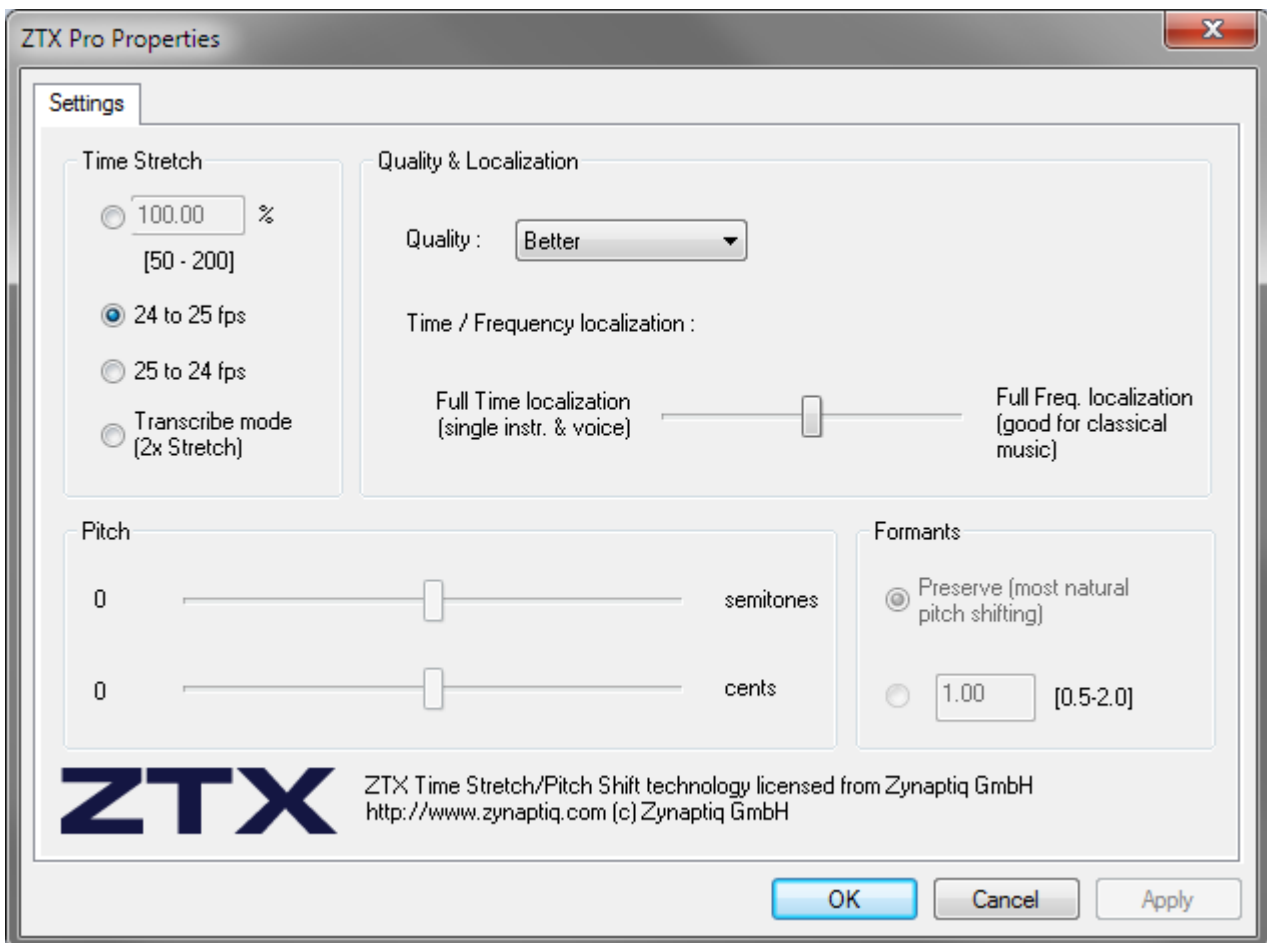 ZTX Pro Properties
Settings
Time Stretch
100.00 %
[50 - 200]
24 to 25 fps
25 to 24 fps
Transcribe mode
(2x Stretch)
Quality & Localization
Quality : Better
Time / Frequency localization :
Full Time localization
(single instr. & voice)
Full Freq. localization
(good for classical
music)
Pitch
0 semitones
0 cents
Formants
Preserve (most natural
pitch shifting)
1.00 [0.5-2.0]
ZTX
ZTX Time Stretch/Pitch Shift technology licensed from Zynaptiq GmbH
http://www.zynaptiq.com (c) Zynaptiq GmbH
OK Cancel Apply